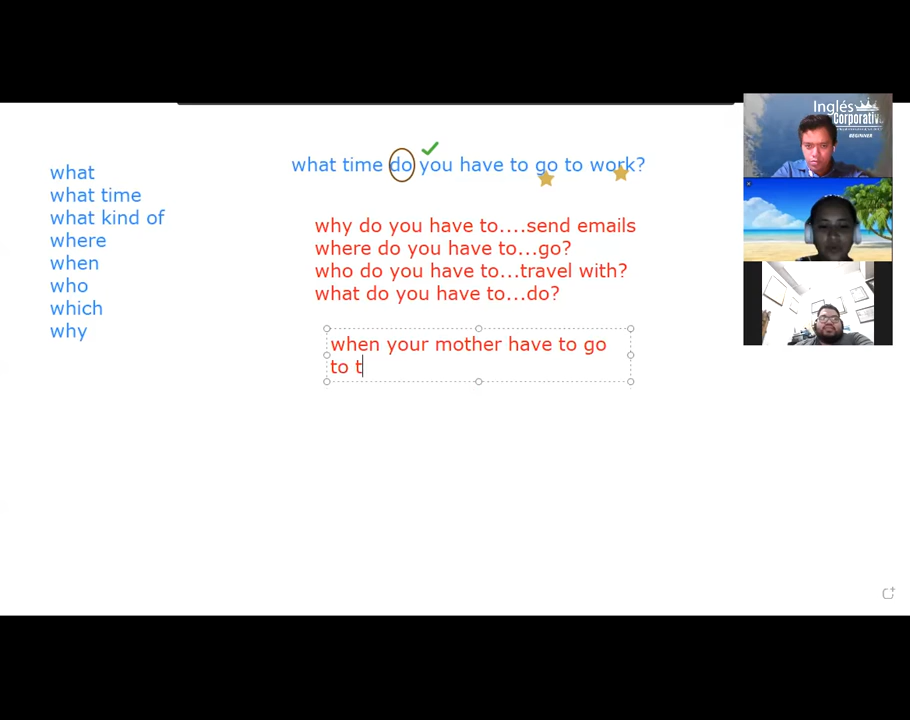 what time do you have to go to work?
what
what time
what kind of
where
when
who
which
why
why do you have to....send emails
where do you have to...go?
who do you have to...travel with?
what do you have to...do?
when your mother have to go
to t
Inglés
Corporativ
BEGINNER